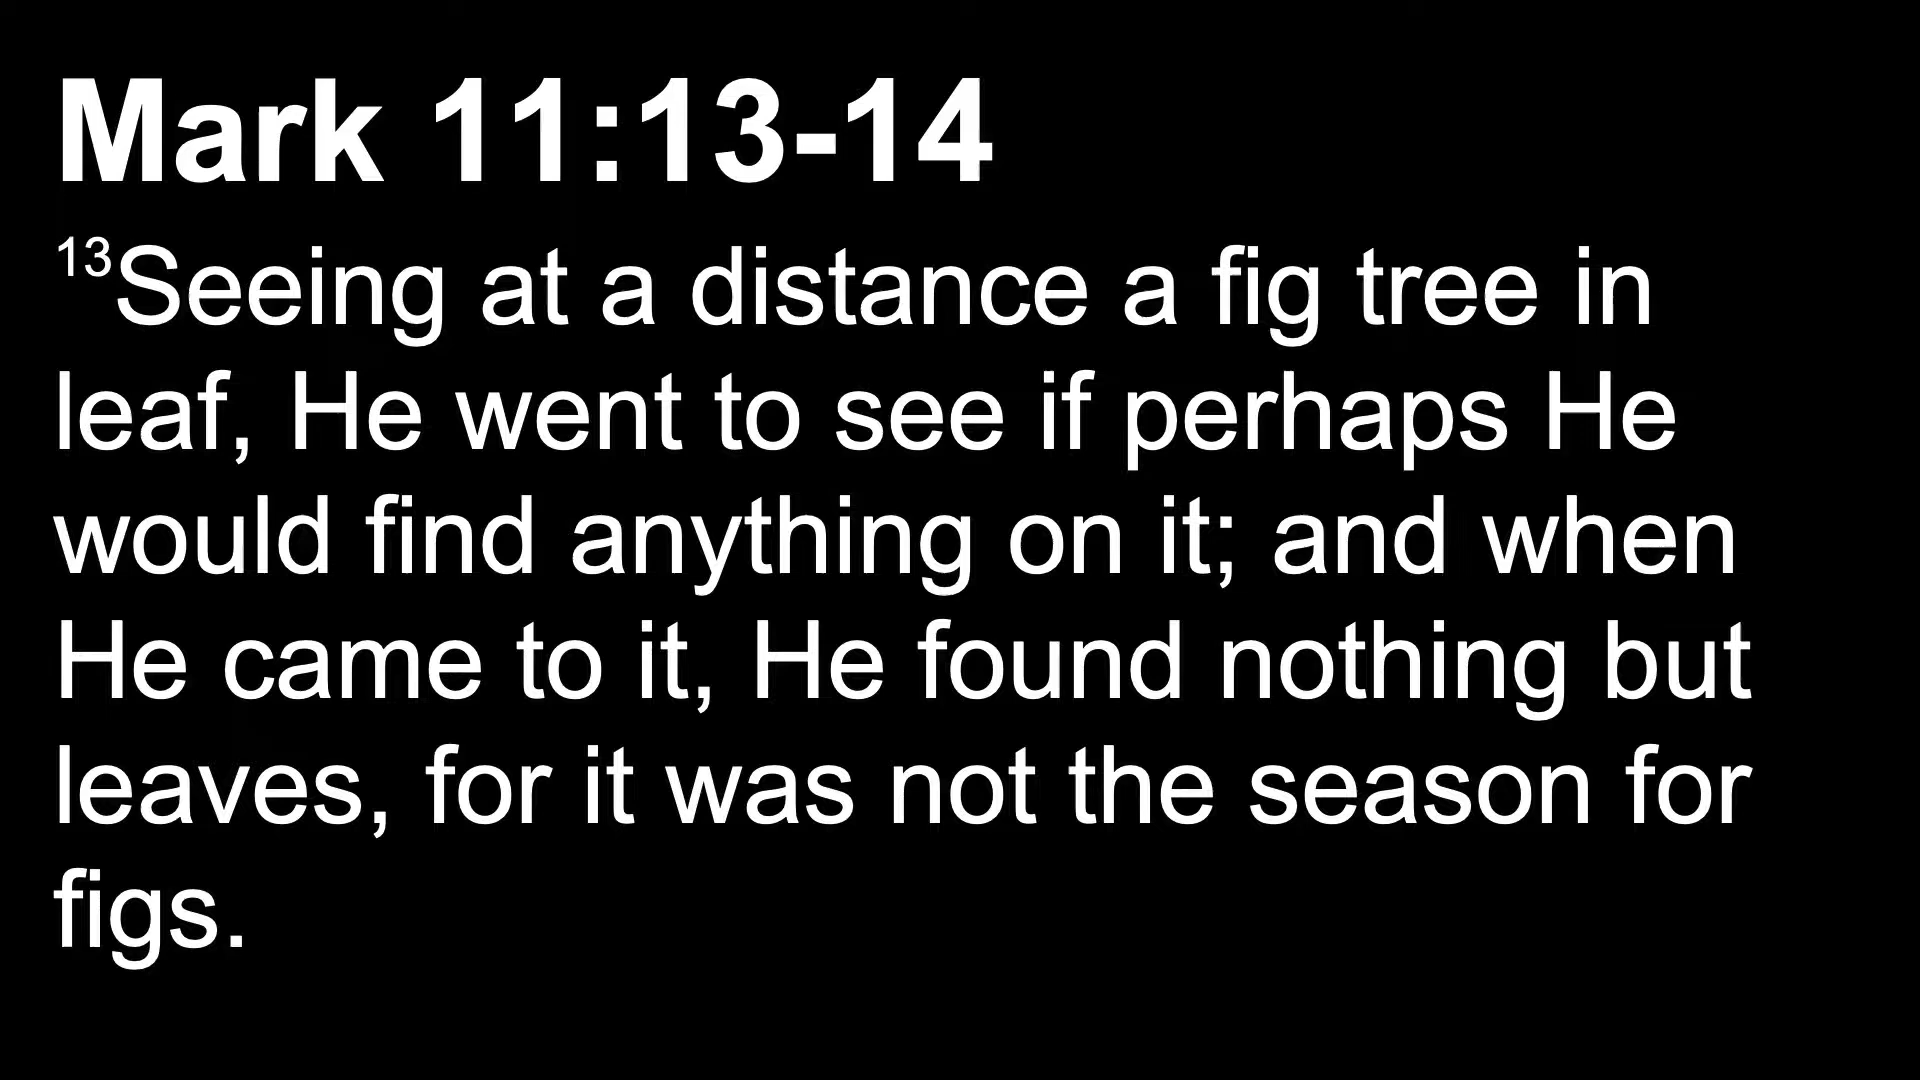 Mark 11:13-14
13Seeing at a distance a fig tree in
leaf, He went to see if perhaps He
would find anything on it; and when
He came to it, He found nothing but
leaves, for it was not the season for
figs.